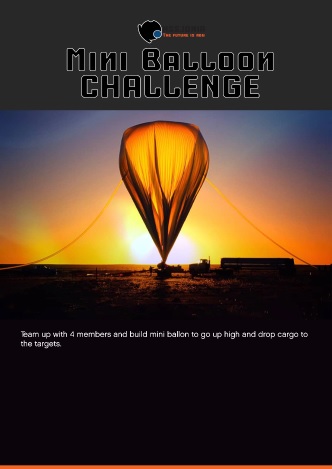 The future is near
Mini Balloon
CHALLENGE
Team up with 4 members and build mini ballon to go up high and drop cargo to
the targets.